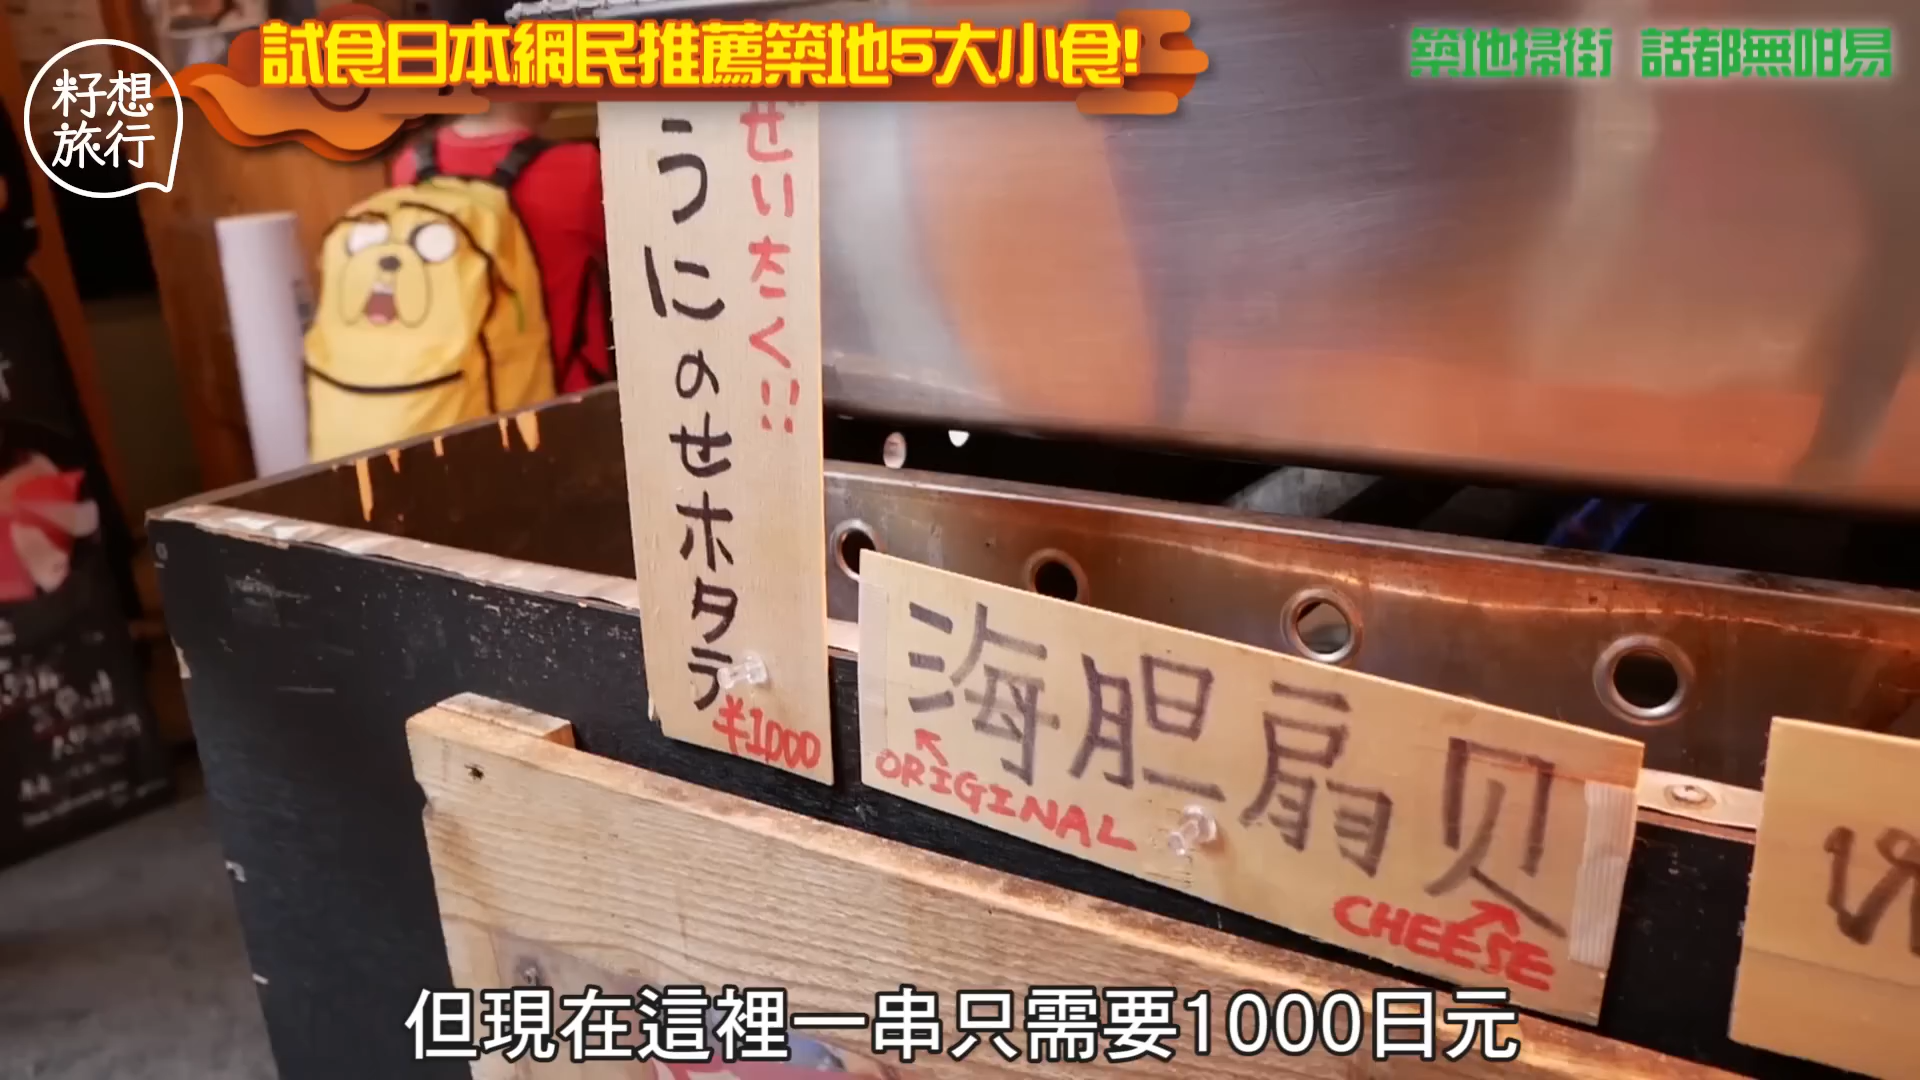 試食日本網民推薦築地5大小食!
築地掃街 話都無咁易
籽想
旅行
ぜいたく!!
うにのせホタテ
¥1000
海胆扇贝
ORIGINAL
CHEESE
但現在這裡一串只需要1000日元